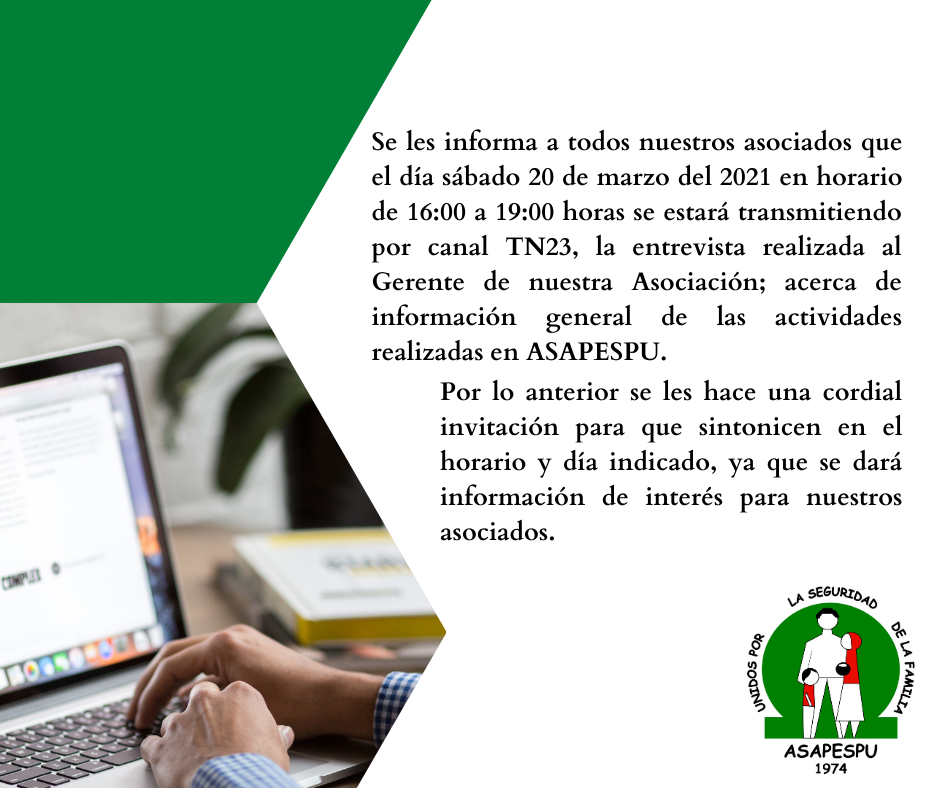 Se les informa a todos nuestros asociados que
el día sábado 20 de marzo del 2021 en horario
de 16:00 a 19:00 horas se estará transmitiendo
por canal TN23, la entrevista realizada al
Gerente de nuestra Asociación; acerca de
información general de las actividades
realizadas en ASAPESPU.
Por lo anterior se les hace una cordial
invitación para que sintonicen en el
horario y día indicado, ya que se dará
información de interés para nuestros
asociados.
COMPLEX
UNIDOS POR LA SEGURIDAD DE LA FAMILIA
ASAPESPU
1974